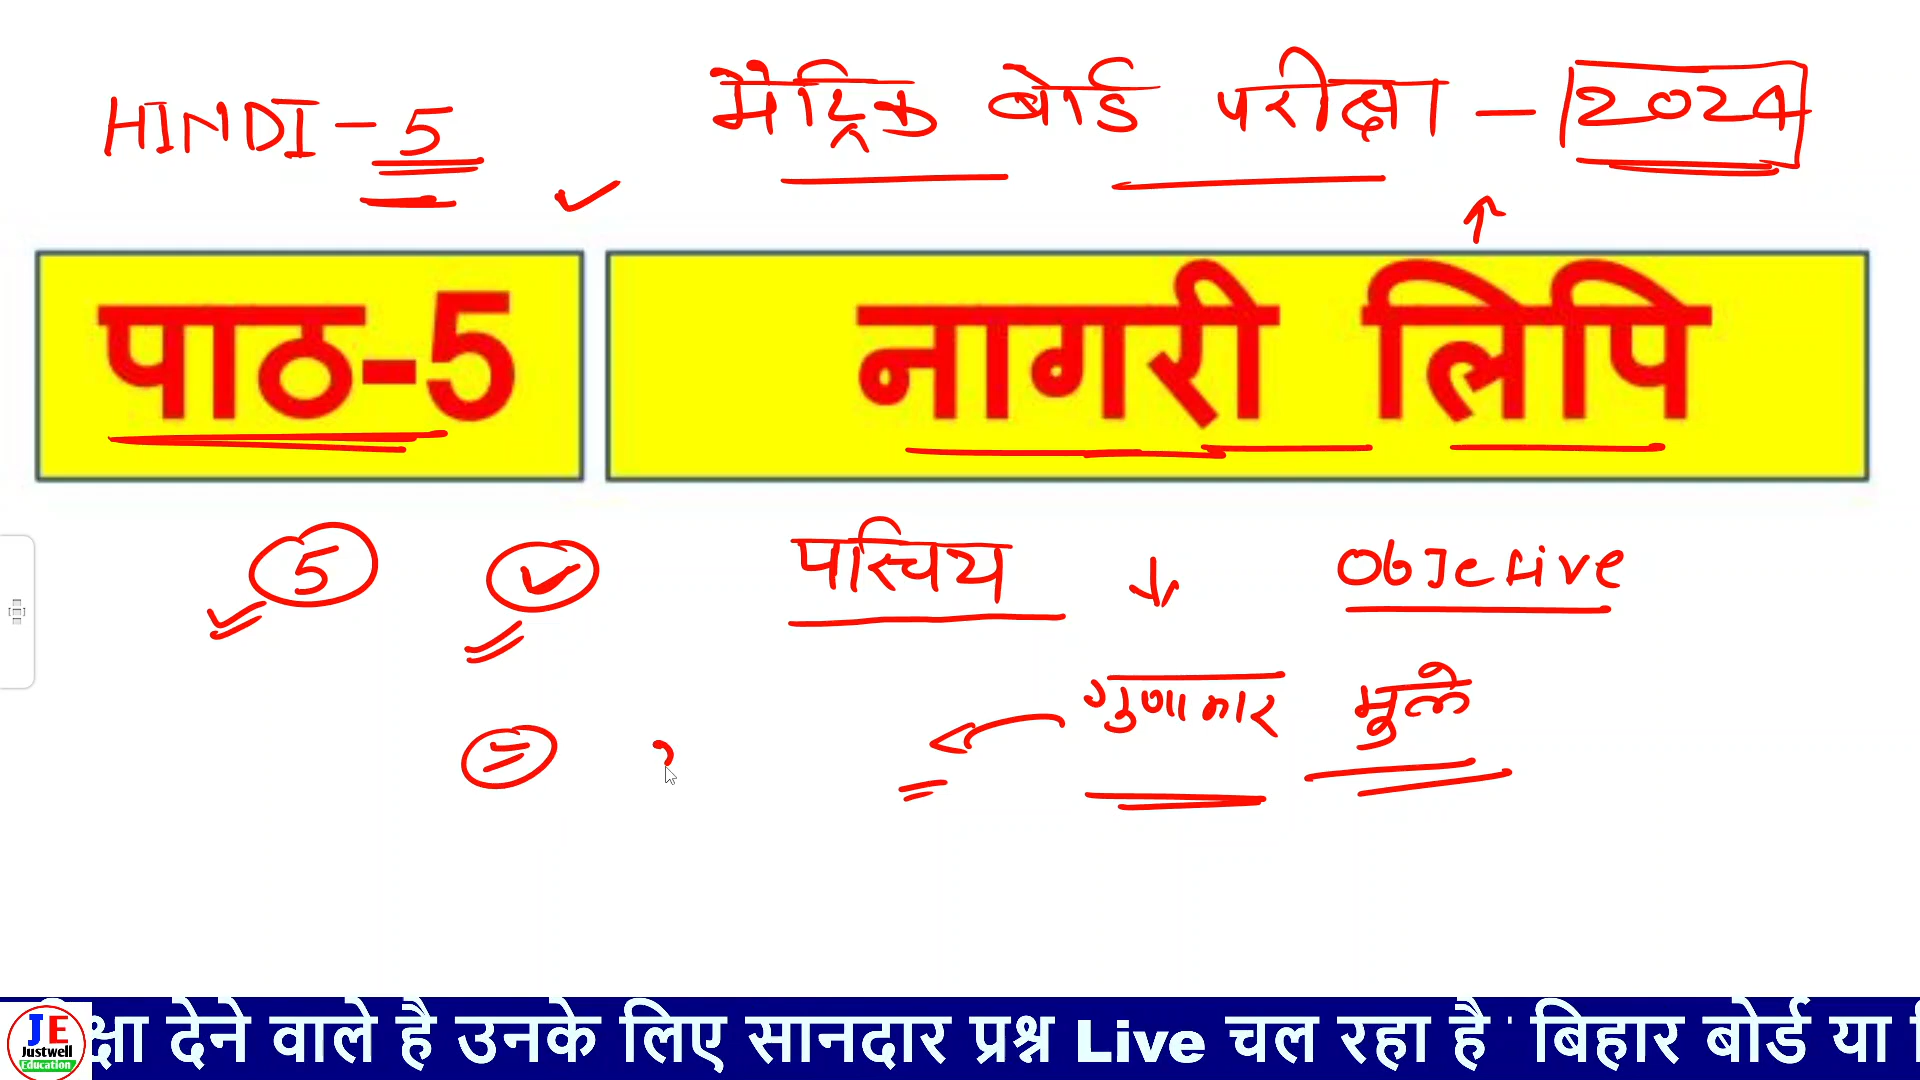 HINDI - 5
मैट्रिक बोर्ड परीक्षा - 2024
पाठ-5 नागरी लिपि
5 परिचय Objective
गुणाकार मुले
क्षा देने वाले है उनके लिए सानदार प्रश्न Live चल रहा है ' बिहार बोर्ड या
JE
Justwell
Education